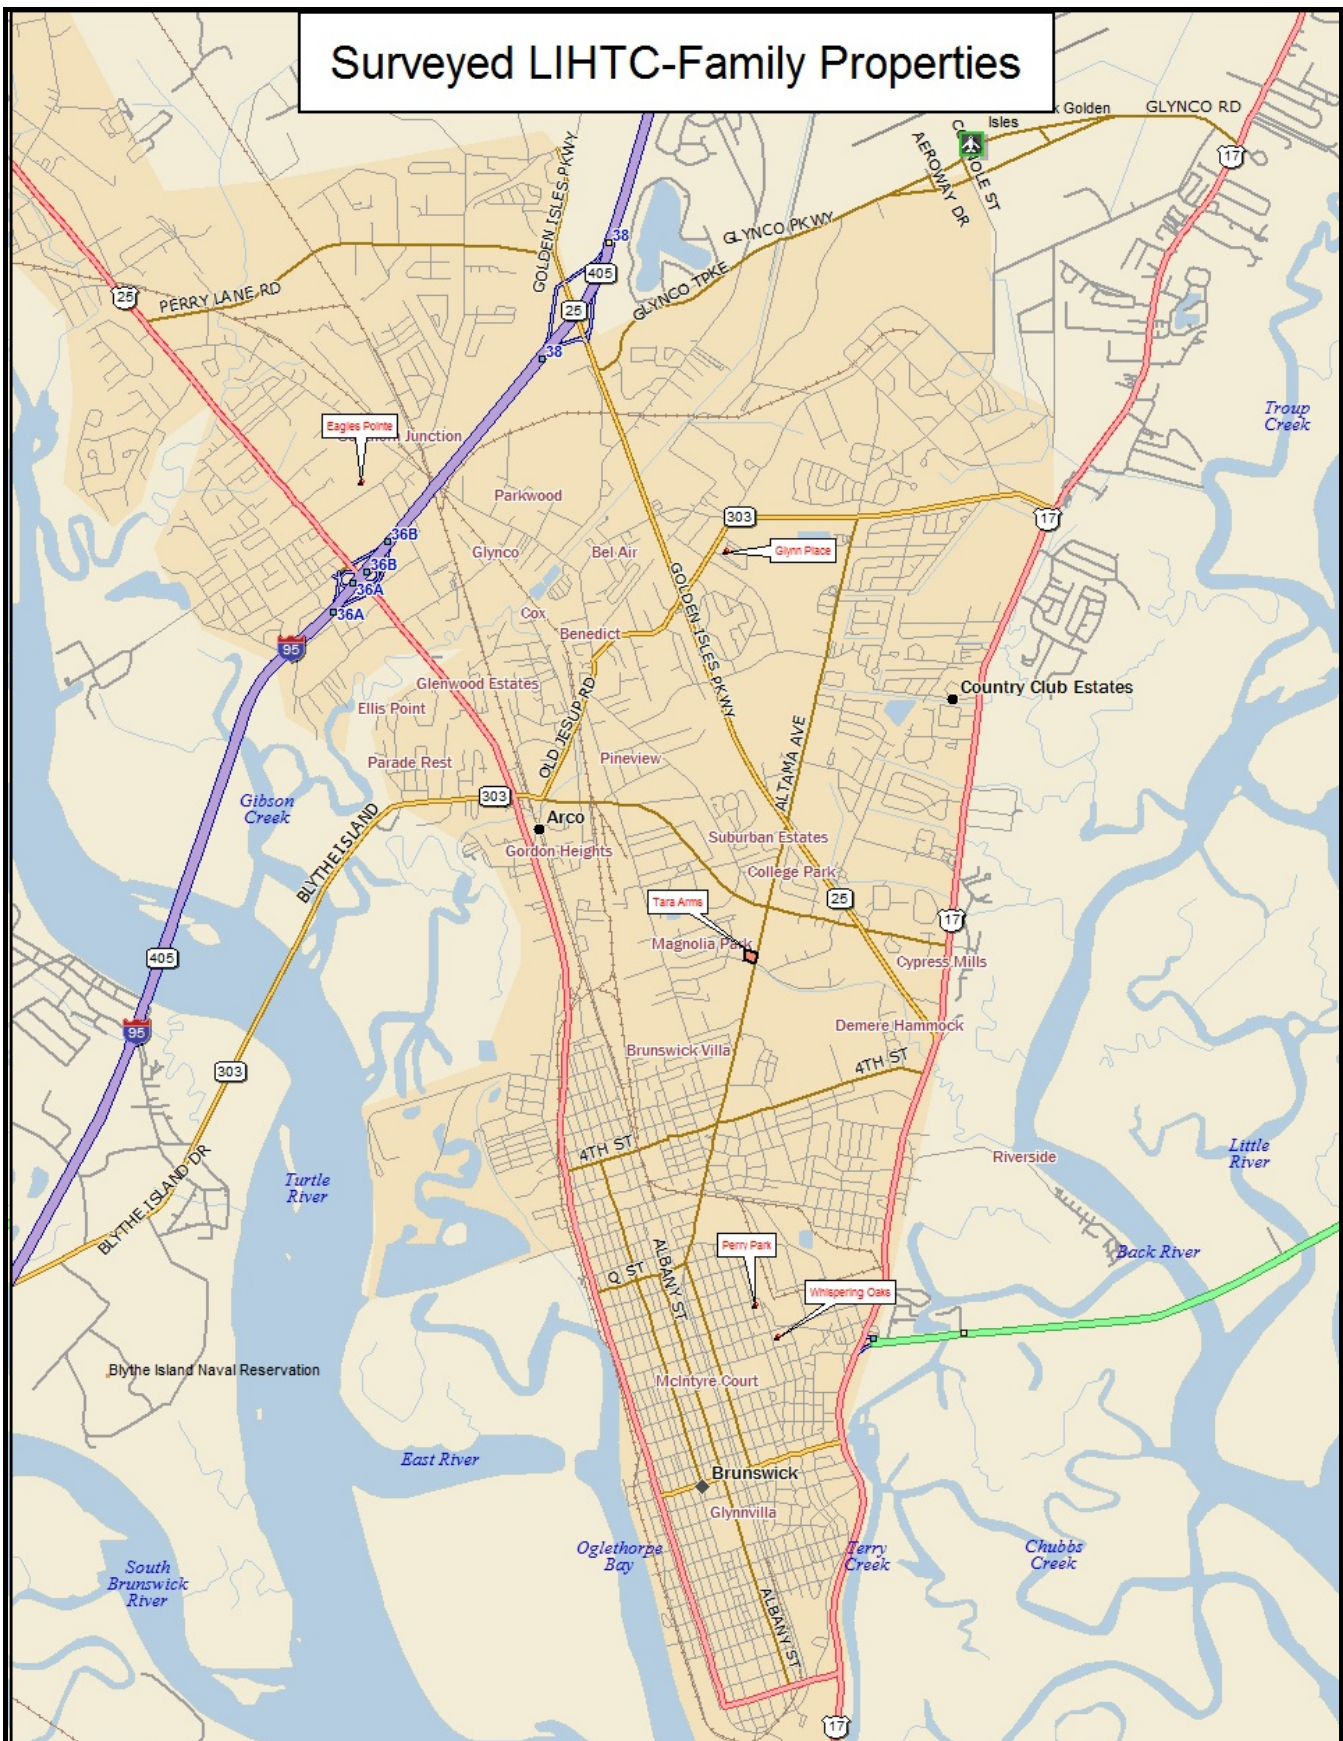 Surveyed LIHTC-Family Properties
k Golden
Isles
GLYNCO RD
17
AEROWAY DR
GOLDEN ISLES PKWY
GLYNCO PKWY
38
405
GLYNCO TPKE
25
PERRY LANE RD
25
38
Troup
Creek
Eagles Pointe
Junction
Parkwood
303
17
36B
Glynco
Bel Air
Glynn Place
36B
36A
36A
GOLDEN ISLES PKWY
Cox
Benedict
95
Glenwood Estates
Country Club Estates
Ellis Point
OLD JESUP RD
ALTAMA AVE
Parade Rest
Pineview
303
Gibson
Creek
Arco
BLYTHE ISLAND
Gordon Heights
Suburban Estates
College Park
25
Tara Arms
17
Magnolia Park
405
Cypress Mills
95
Demere Hammock
Brunswick Villa
303
4TH ST
4TH ST
BLYTHE ISLAND DR
Riverside
Little
River
Turtle
River
Perry Park
Back River
ALBANY ST
Q ST
Whispering Oaks
Blythe Island Naval Reservation
McIntyre Court
East River
Brunswick
Glynnvilla
Oglethorpe
Bay
Terry
Creek
Chubbs
Creek
South
Brunswick
River
ALBANY ST
17